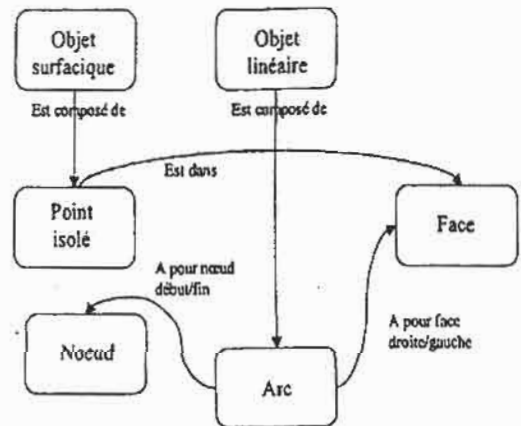 Objet
surfacique
Objet
linéaire
Est composé de
Est composé de
Est dans
Point
isolé
Face
A pour nœud
début/fin
A pour face
droite/gauche
Noeud
Arc